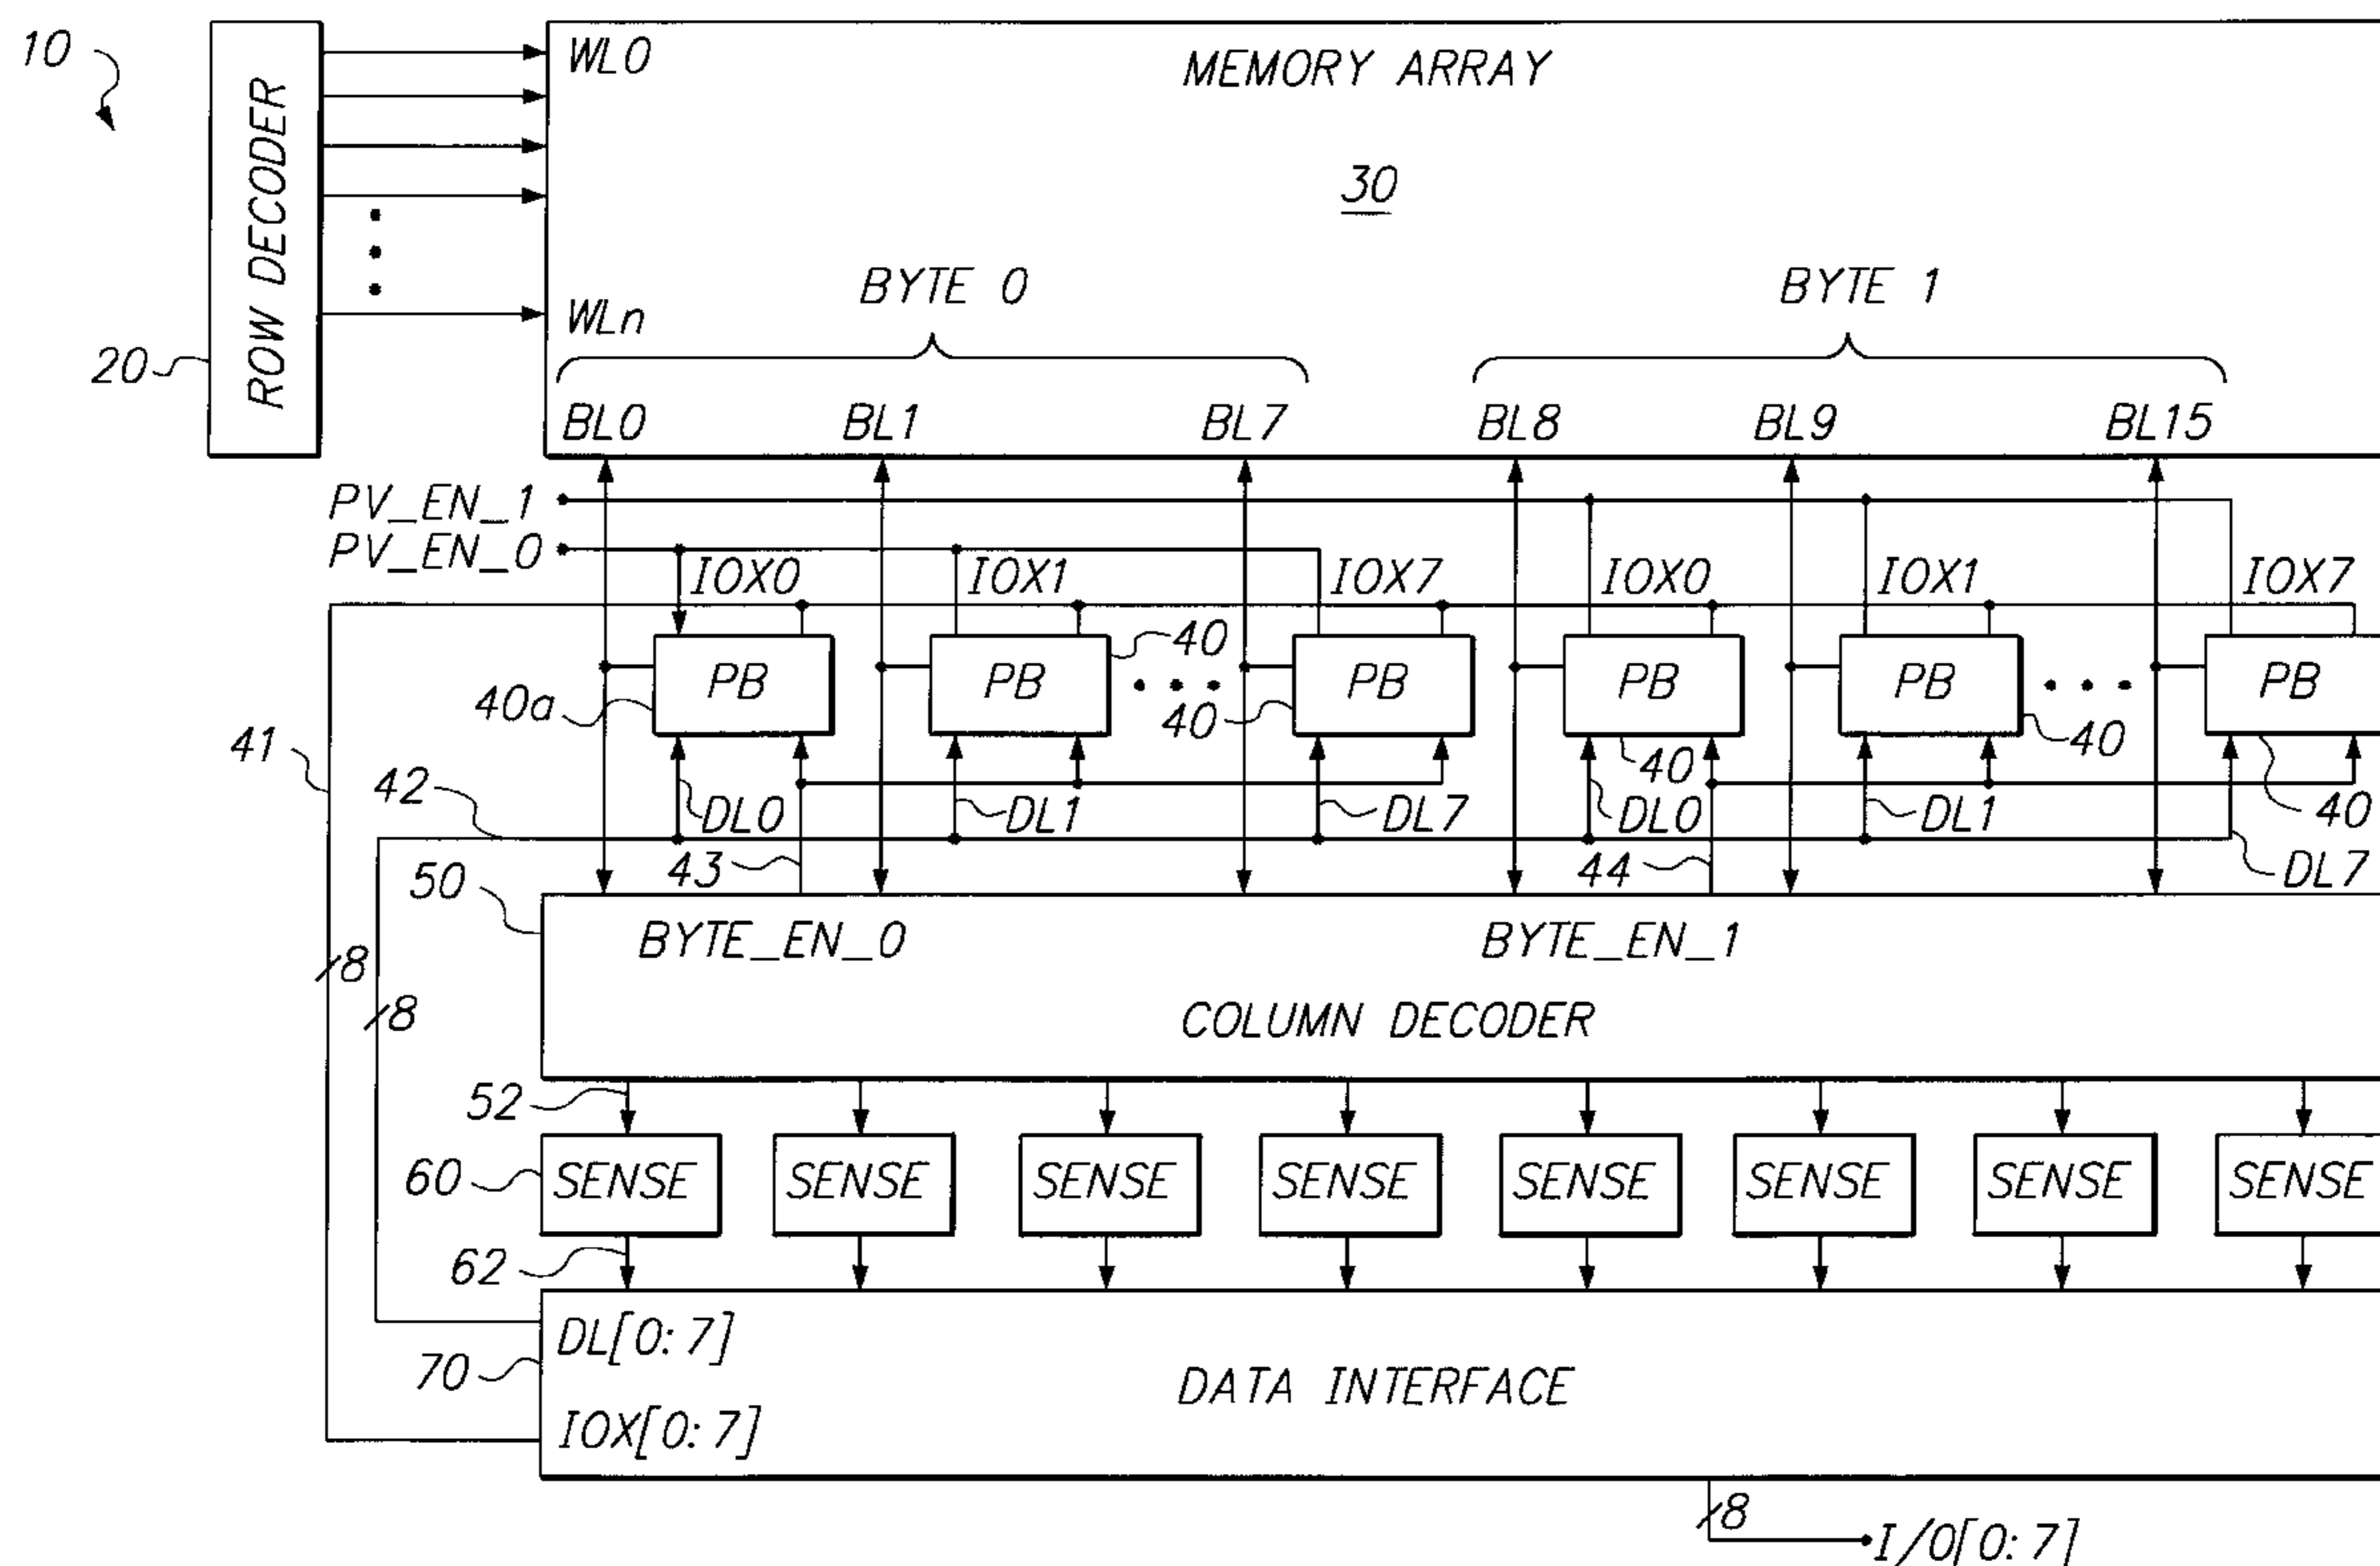 10
ROW DECODER
20
WL0
WLn
MEMORY ARRAY
30
BYTE 0
BYTE 1
BL0 BL1 BL7 BL8 BL9 BL15
PV_EN_1
PV_EN_0
IOX0 IOX1 IOX7 IOX0 IOX1 IOX7
PB PB PB PB PB PB
40a 40 40 40 40 40
41
42
DL0 DL1 DL7 DL0 DL1 DL7
43 44
50
BYTE_EN_0 BYTE_EN_1
8
8
COLUMN DECODER
52
60
SENSE SENSE SENSE SENSE SENSE SENSE SENSE SENSE
62
DL[0:7]
70
DATA INTERFACE
IOX[0:7]
8
I/O[0:7]